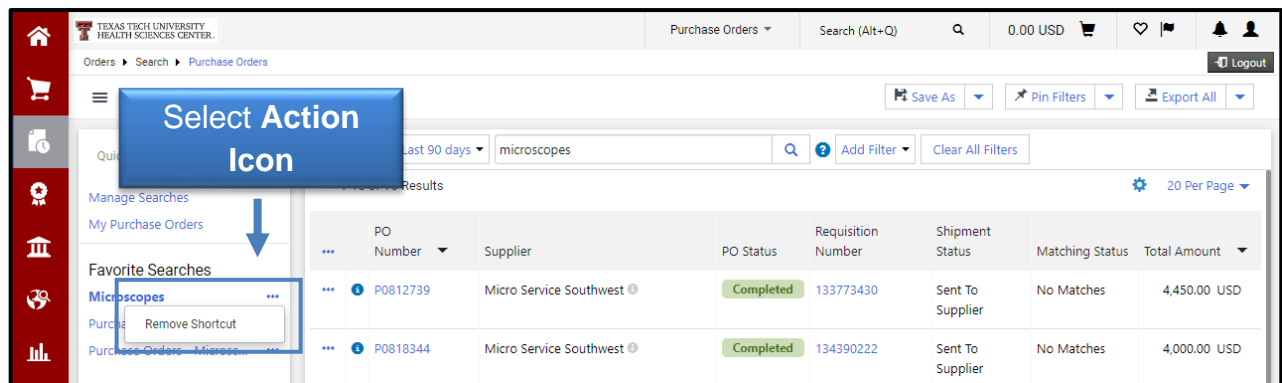 TEXAS TECH UNIVERSITY
HEALTH SCIENCES CENTER.
Purchase Orders
Search (Alt+Q)
0.00 USD
Orders Search Purchase Orders
Logout
Save As
Pin Filters
Export All
Select Action
Icon
Last 90 days
microscopes
?
Add Filter
Clear All Filters
Results
20 Per Page
Manage Searches
My Purchase Orders
PO
Number
Supplier
PO Status
Requisition
Number
Shipment
Status
Matching Status
Total Amount
Favorite Searches
Microscopes
Remove Shortcut
Purchase Orders - Microsc...
P0812739
Micro Service Southwest
Completed
133773430
Sent To
Supplier
No Matches
4,450.00 USD
P0818344
Micro Service Southwest
Completed
134390222
Sent To
Supplier
No Matches
4,000.00 USD